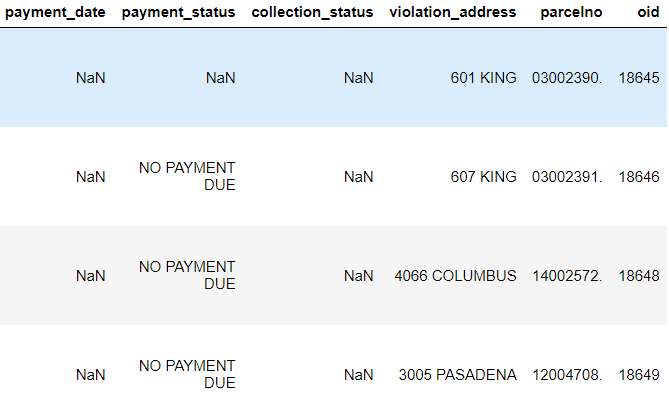 payment_date payment_status collection_status violation_address parcelno oid
NaN NaN NaN 601 KING 03002390. 18645
NaN NO PAYMENT DUE NaN 607 KING 03002391. 18646
NaN NO PAYMENT DUE NaN 4066 COLUMBUS 14002572. 18648
NaN NO PAYMENT DUE NaN 3005 PASADENA 12004708. 18649